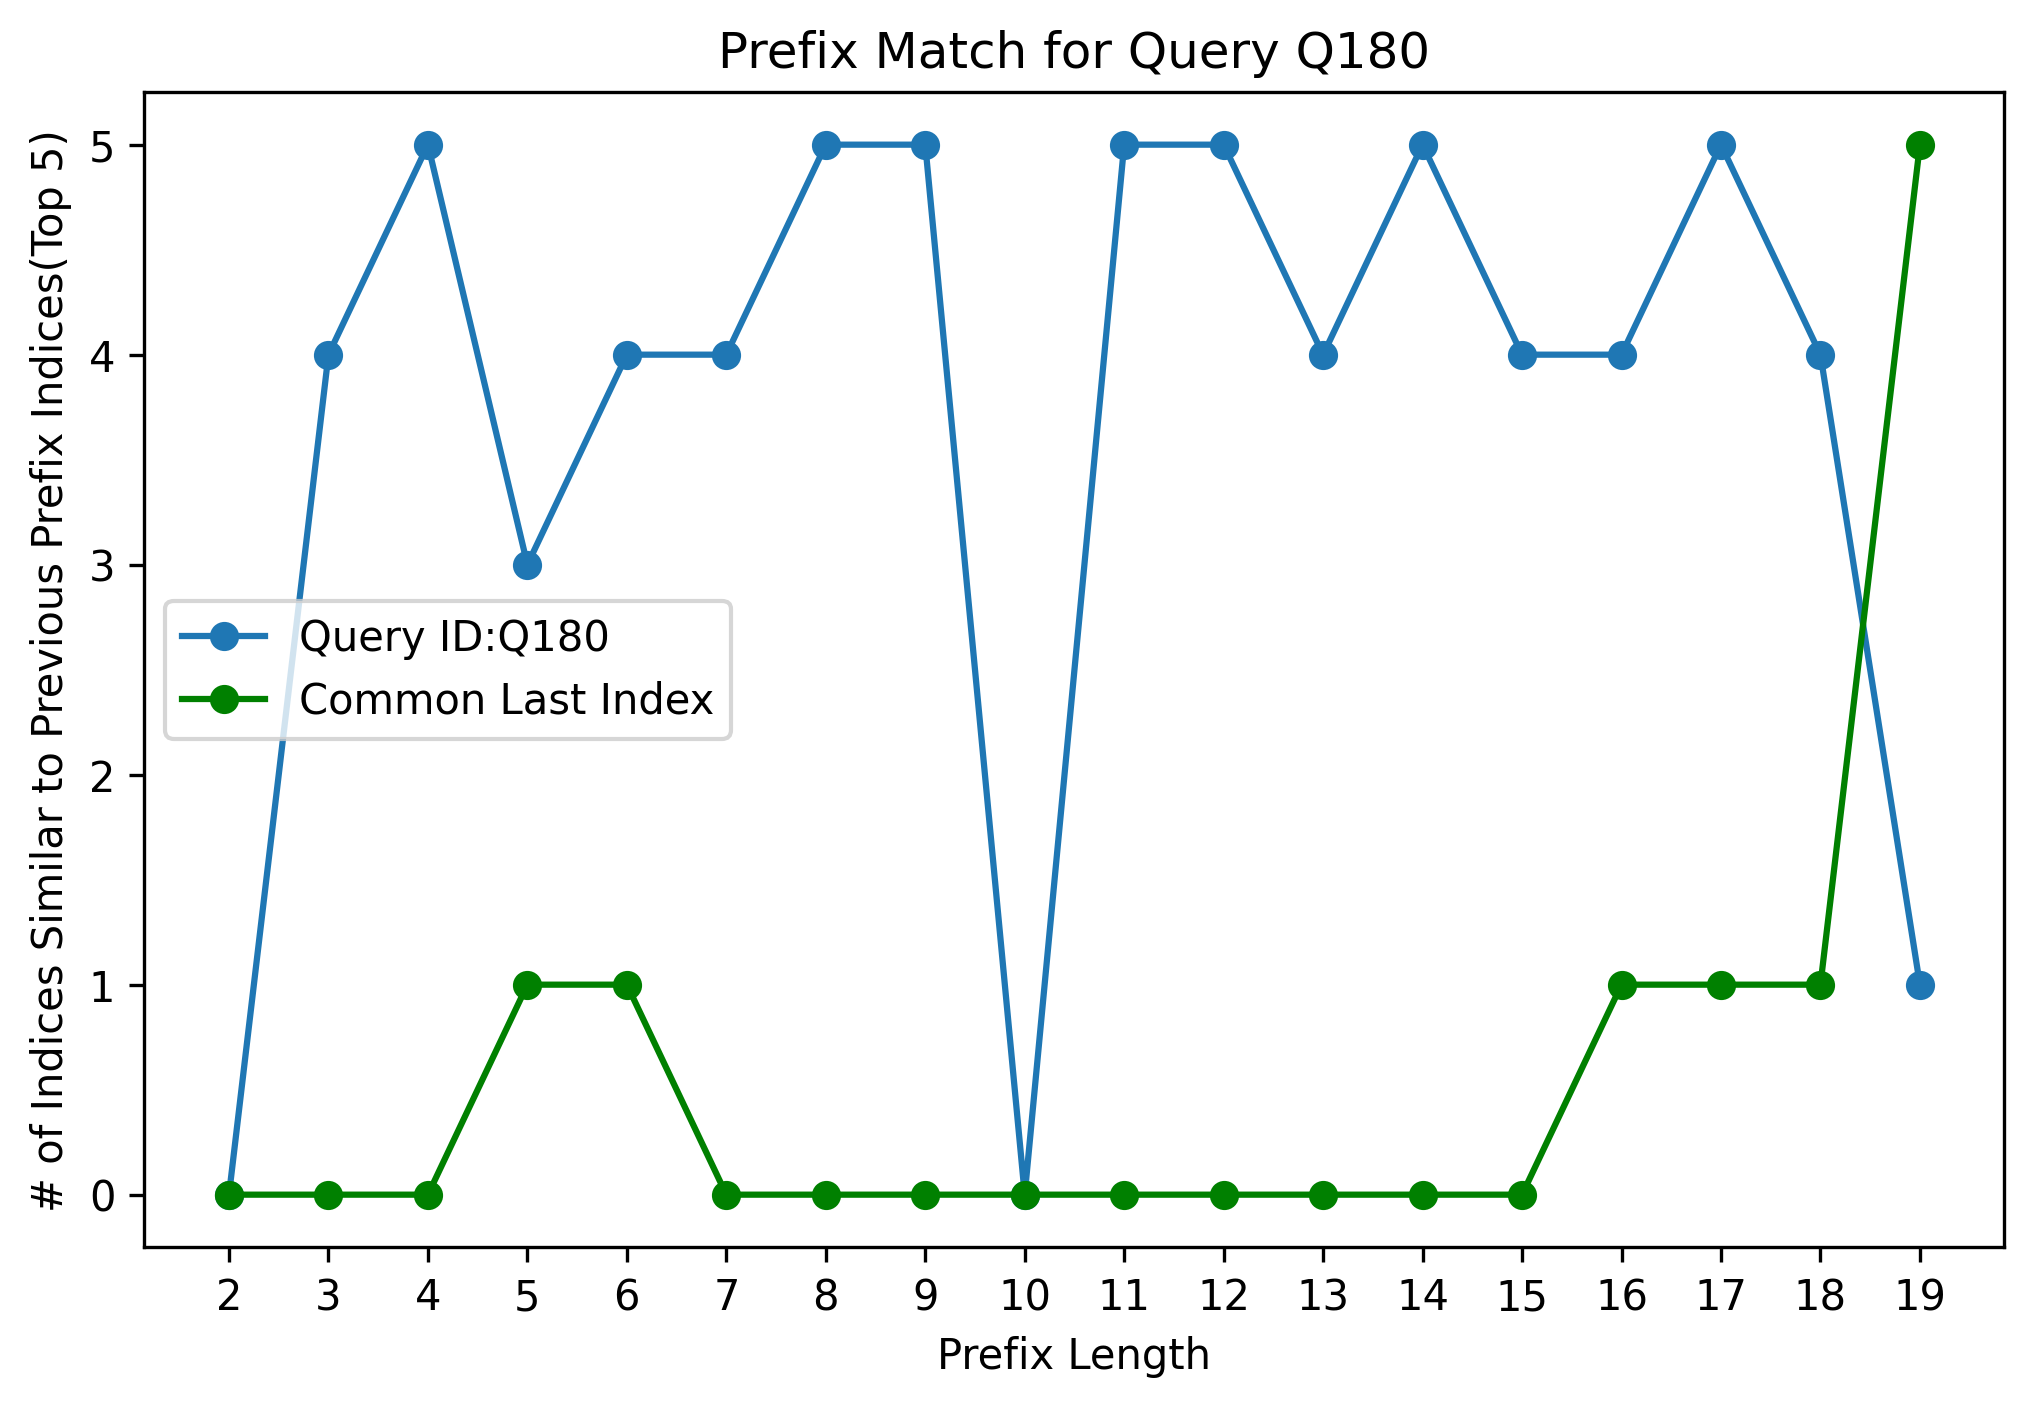 Prefix Match for Query Q180
# of Indices Similar to Previous Prefix Indices(Top 5)
5
4
3
2
1
0
Query ID:Q180
Common Last Index
2 3 4 5 6 7 8 9 10 11 12 13 14 15 16 17 18 19
Prefix Length